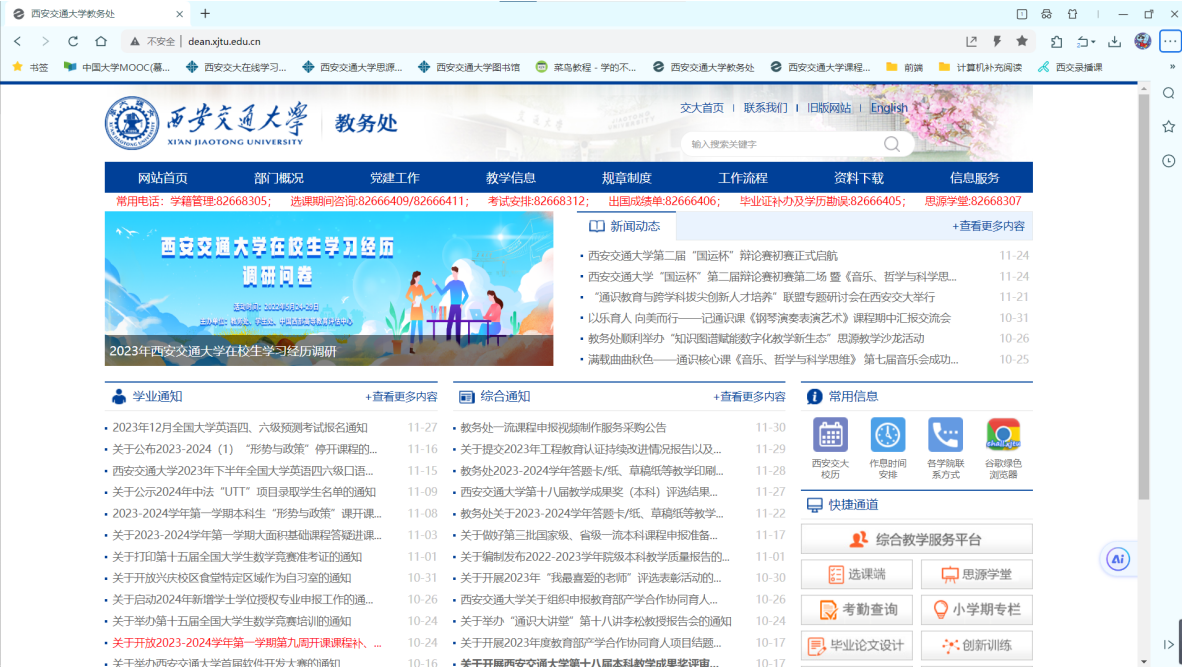 西安交通大学教务处
不安全 dean.xjtu.edu.cn
书签 中国大学MOOC(慕... 西安交大在线学习... 西安交通大学思源... 西安交通大学图书馆 菜鸟教程 - 学的不... 西安交通大学教务处 西安交通大学课程... 前端 计算机补充阅读 西交录播课
交大首页 联系我们 旧版网站 English
西安交通大学 教务处
XI'AN JIAOTONG UNIVERSITY
输入搜索关键字
网站首页 部门概况 党建工作 教学信息 规章制度 工作流程 资料下载 信息服务
常用电话：学籍管理:82668305； 选课期间咨询:82666409/82666411； 考试安排:82668312； 出国成绩单:82666406； 毕业证补办及学历勘误:82666405； 思源学堂:82668307
西安交通大学在校生学习经历
调研问卷
2023年西安交通大学在校生学习经历调研
新闻动态 +查看更多内容
西安交通大学第二届“国运杯”辩论赛初赛正式启航 11-24
西安交通大学“国运杯”第二届辩论赛初赛第二场 暨《音乐、哲学与科学思... 11-24
“通识教育与跨学科拔尖创新人才培养”联盟专题研讨会在西安交大举行 11-21
以乐育人 向美而行——记通识课《钢琴演奏表演艺术》课程期中汇报交流会 10-31
教务处顺利举办“知识图谱赋能数字化教学新生态”思源教学沙龙活动 10-26
满载曲曲秋色——通识核心课《音乐、哲学与科学思维》 第七届音乐会成功... 10-25
学业通知 +查看更多内容
2023年12月全国大学英语四、六级预测考试报名通知 11-27
关于公布2023-2024（1）“形势与政策”停开课程的... 11-16
西安交通大学2023年下半年全国大学英语四六级口语... 11-15
关于公示2024年中法“UTT”项目录取学生名单的通知 11-09
2023-2024学年第一学期本科生“形势与政策”课开课... 11-08
关于2023-2024学年第一学期大面积基础课程答疑进课... 11-03
关于打印第十五届全国大学生数学竞赛准考证的通知 11-01
关于开放兴庆校区食堂特定区域作为自习室的通知 10-31
关于启动2024年新增学士学位授权专业申报工作的通... 10-26
关于举办第十五届全国大学生数学竞赛培训的通知 10-24
关于开放2023-2024学年第一学期第九周开课课程补、... 10-24
关于举办西安交通大学首届软件开发大赛的通知 10-16
综合通知 +查看更多内容
教务处一流课程申报视频制作服务采购公告 11-30
关于提交2023年工程教育认证持续改进情况报告以及... 11-29
教务处2023-2024学年答题卡/纸、草稿纸等教学印刷... 11-28
西安交通大学第十八届教学成果奖（本科）评选结果... 11-27
教务处关于2023-2024学年答题卡/纸、草稿纸等教学... 11-22
关于做好第三批国家级、省级一流本科课程申报准备... 11-17
关于编制发布2022-2023学年院级本科教学质量报告的... 11-01
关于开展2023年“我最喜爱的老师”评选表彰活动的... 10-30
西安交通大学关于组织申报教育部产学合作协同育人... 10-26
关于举办“通识大讲堂”第十八讲李松教授报告会的通知 10-24
关于开展2023年度教育部产学合作协同育人项目结题... 10-17
关于开展西安交通大学第十八届本科教学成果奖评审... 10-17
常用信息
西安交大校历 作息时间安排 各学院联系方式 谷歌绿色浏览器
快捷通道
综合教学服务平台
选课端 思源学堂
考勤查询 小学期专栏
毕业论文设计 创新训练